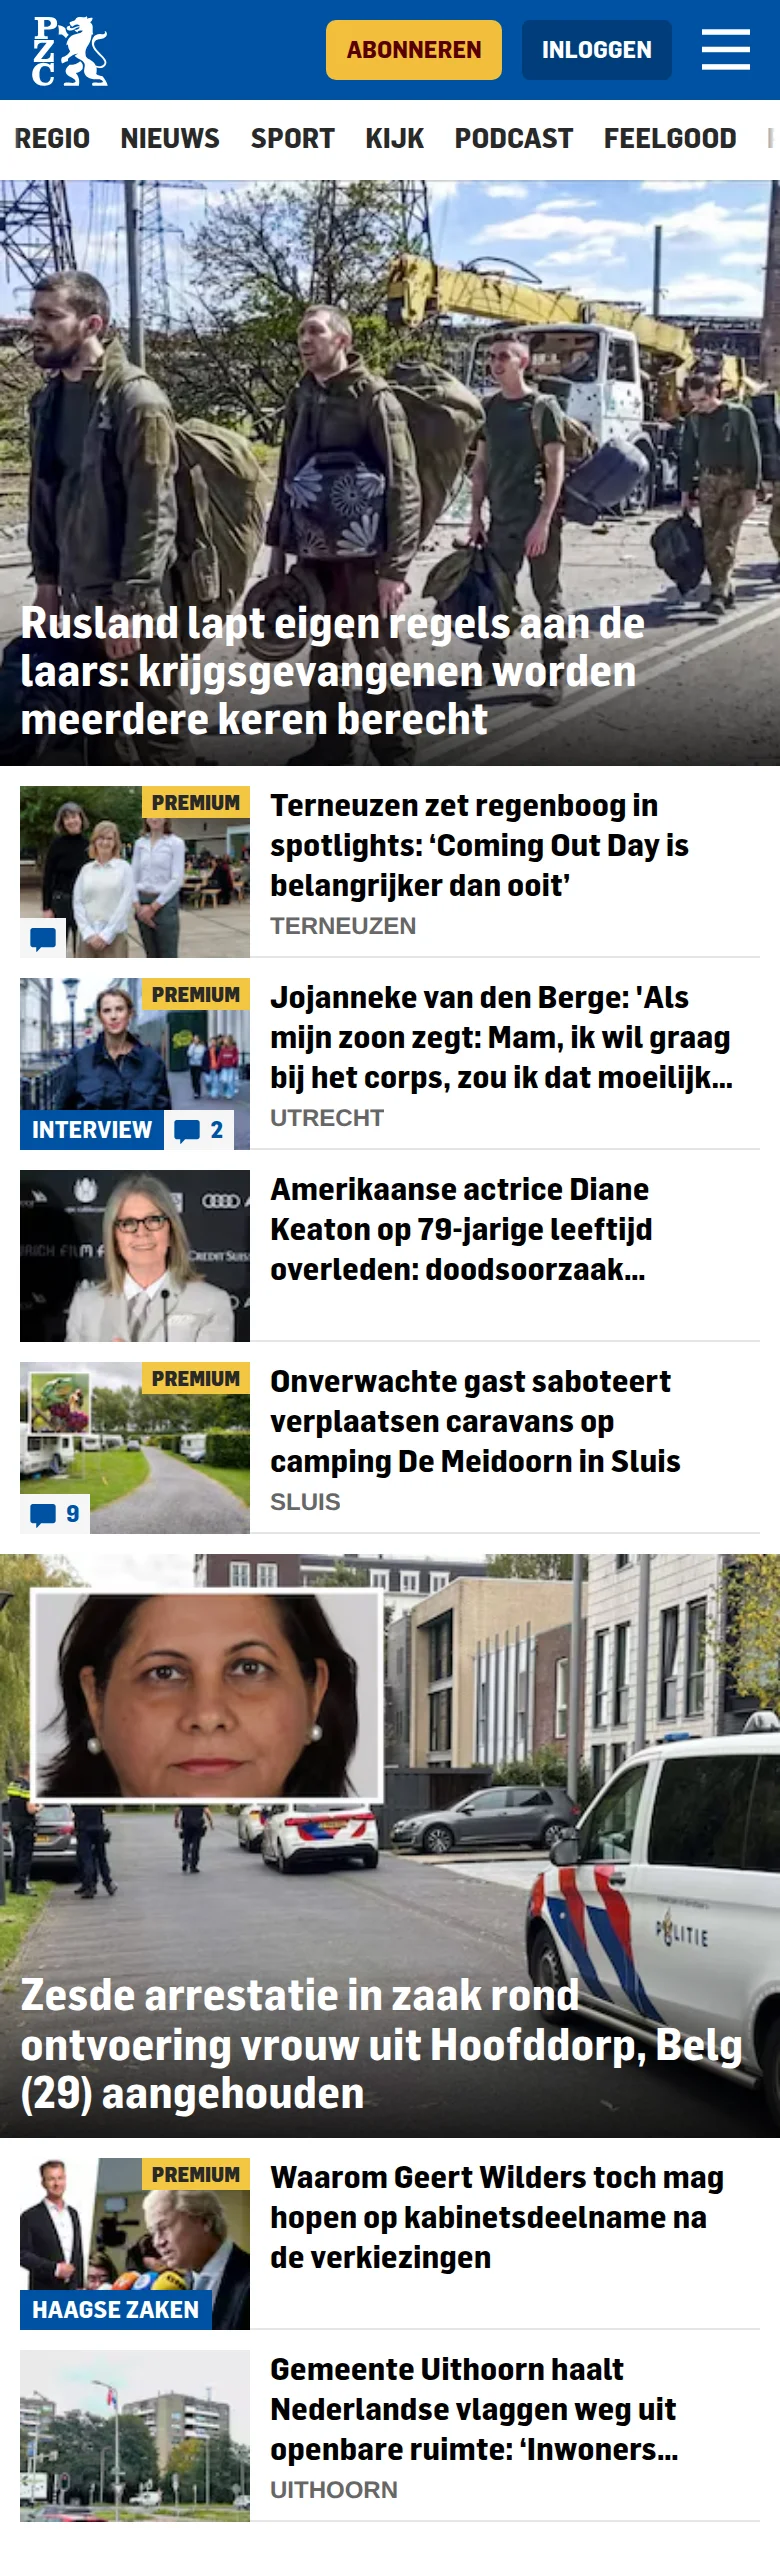 PZC
ABONNEREN
INLOGGEN
REGIO NIEUWS SPORT KIJK PODCAST FEELGOOD
Rusland lapt eigen regels aan de
laars: krijgsgevangenen worden
meerdere keren berecht
PREMIUM
Terneuzen zet regenboog in
spotlights: ‘Coming Out Day is
belangrijker dan ooit’
TERNEUZEN
PREMIUM
INTERVIEW
2
Jojanneke van den Berge: 'Als
mijn zoon zegt: Mam, ik wil graag
bij het corps, zou ik dat moeilijk...
UTRECHT
CREDIT SUISSE
Amerikaanse actrice Diane
Keaton op 79-jarige leeftijd
overleden: doodsoorzaak...
PREMIUM
9
Onverwachte gast saboteert
verplaatsen caravans op
camping De Meidoorn in Sluis
SLUIS
POLITIE
Zesde arrestatie in zaak rond
ontvoering vrouw uit Hoofddorp, Belg
(29) aangehouden
PREMIUM
HAAGSE ZAKEN
Waarom Geert Wilders toch mag
hopen op kabinetsdeelname na
de verkiezingen
Gemeente Uithoorn haalt
Nederlandse vlaggen weg uit
openbare ruimte: ‘Inwoners...
UITHOORN